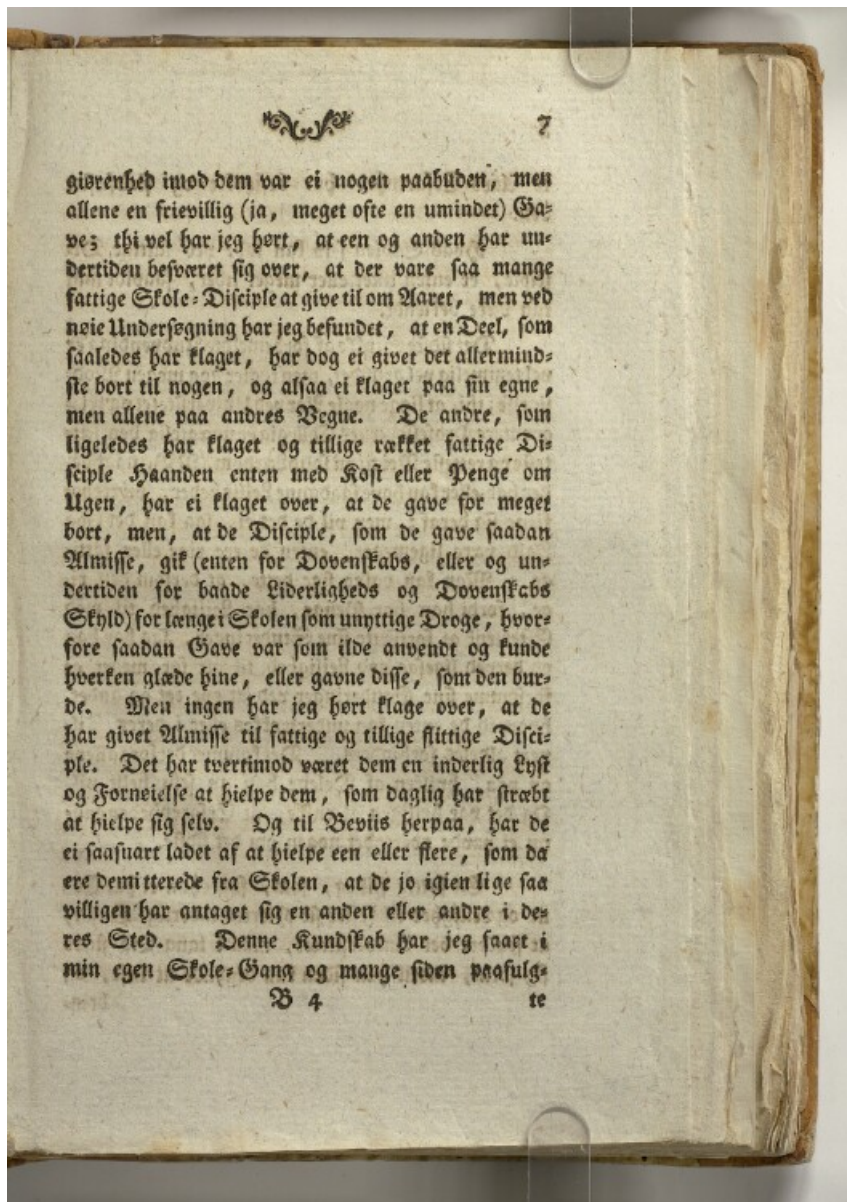 7
giørenhed imod dem var ei nogen paabuden, men
allene en frievillig (ja, meget ofte en umindet) Ga-
ve; thi vel har jeg hørt, at een og anden har un-
dertiden besværet sig over, at der vare saa mange
fattige Skole-Disciple at give til om Aaret, men ved
nøie Undersøgning har jeg befundet, at en Deel, som
saaledes har klaget, har dog ei givet det allermind-
ste bort til nogen, og alsaa ei klaget paa sin egne,
men allene paa andres Vegne. De andre, som
ligeledes har klaget og tillige rækket fattige Di-
sciple Haanden enten med Kost eller Penge om
Ugen, har ei klaget over, at de gave for meget
bort, men, at de Disciple, som de gave saadan
Almisse, gik (enten for Dovenskabs, eller og un-
dertiden for baade Liderligheds og Dovenskabs
Skyld) for længe i Skolen som unyttige Droge, hvor-
fore saadan Gave var som ilde anvendt og kunde
hverken glæde hine, eller gavne disse, som den bur-
de. Men ingen har jeg hørt klage over, at de
har givet Almisse til fattige og tillige flittige Disci-
ple. Det har tvertimod været dem en inderlig Lyst
og Fornøielse at hielpe dem, som daglig har stræbt
at hielpe sig selv. Og til Beviis herpaa, har de
ei saasnart ladet af at hielpe een eller flere, som da
ere demitterede fra Skolen, at de jo igien lige saa
villigen har antaget sig en anden eller andre i de-
res Sted. Denne Kundskab har jeg faaet i
min egen Skole-Gang og mange siden paafulg-
B 4 te